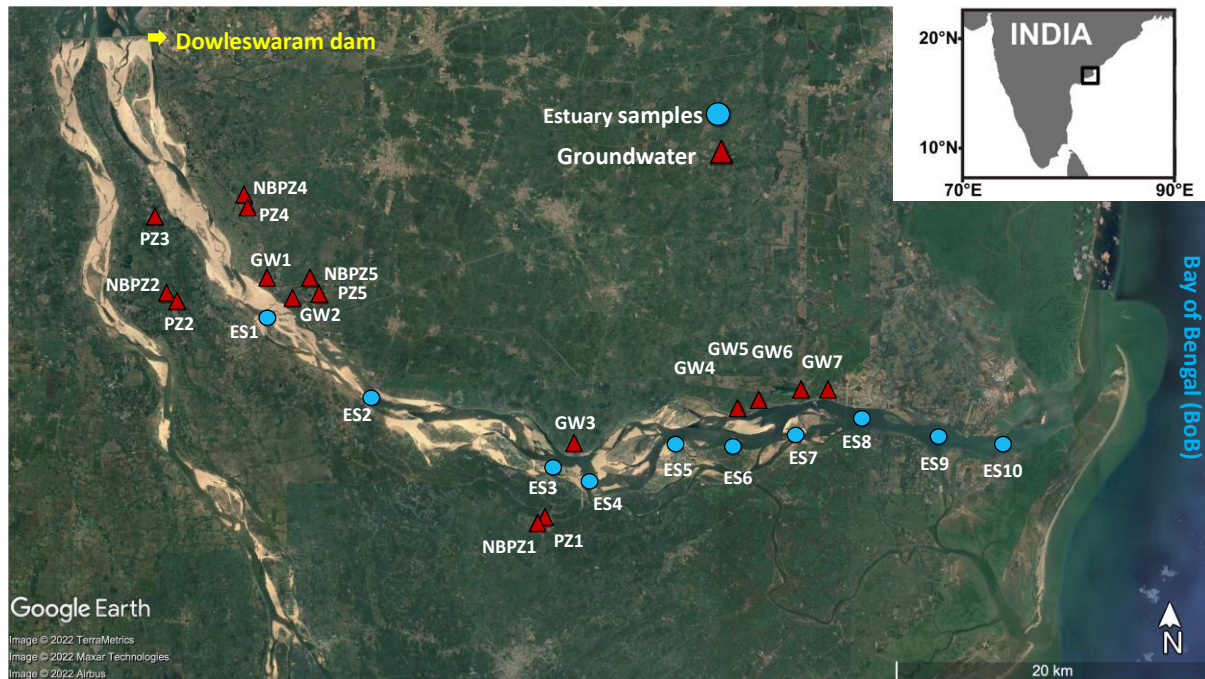 Dowleswaram dam
INDIA
20°N
10°N
70°E
90°E
Estuary samples
Groundwater
NBPZ4
PZ4
PZ3
GW1
NBPZ5
PZ5
NBPZ2
PZ2
GW2
ES1
ES2
GW3
ES3
ES4
NBPZ1
PZ1
GW4
GW5
GW6
GW7
ES5
ES6
ES7
ES8
ES9
ES10
Bay of Bengal (BoB)
Google Earth
Image © 2022 TerraMetrics
Image © 2022 Maxar Technologies
Image © 2022 Airbus
N
20 km